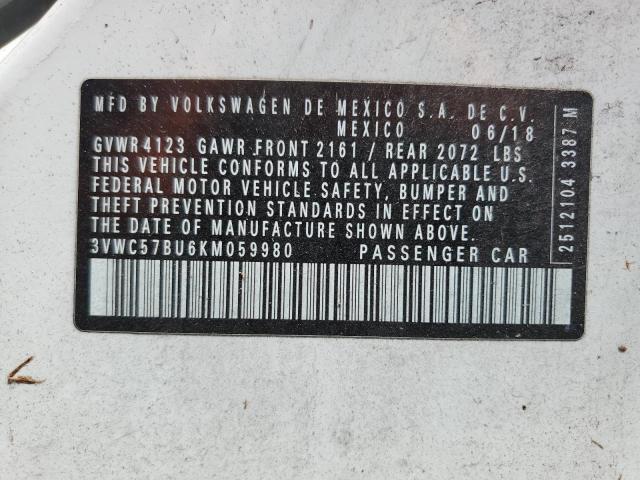 MFD BY VOLKSWAGEN DE MEXICO S.A. DE C.V.
MEXICO 06/18
GVWR 4123 GAWR FRONT 2161 / REAR 2072 LBS
THIS VEHICLE CONFORMS TO ALL APPLICABLE U.S.
FEDERAL MOTOR VEHICLE SAFETY, BUMPER AND
THEFT PREVENTION STANDARDS IN EFFECT ON
THE DATE OF MANUFACTURE SHOWN ABOVE.
3VWC57BU6KM059980 PASSENGER CAR
2512104 3387 M